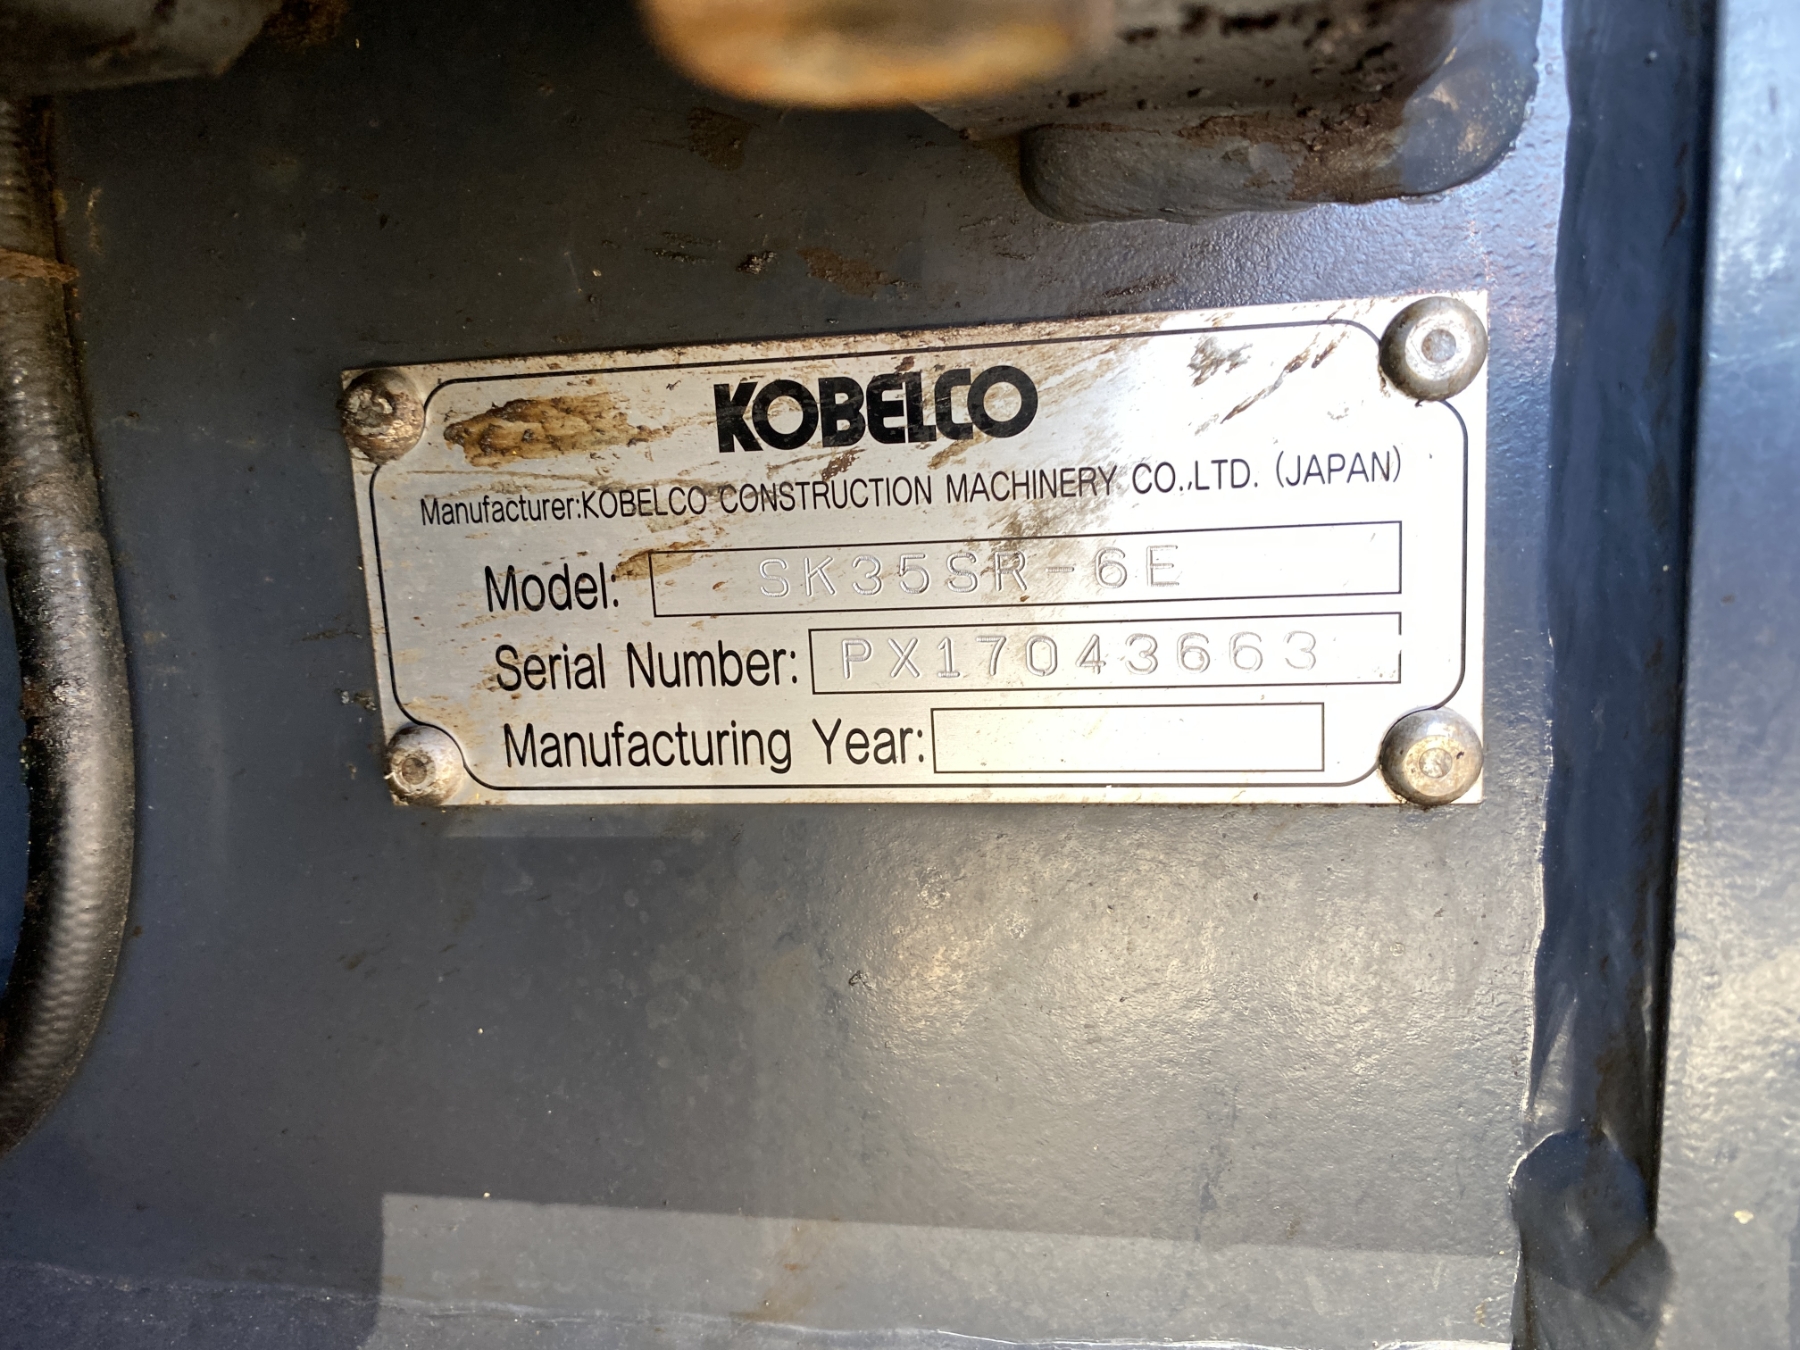 KOBELCO
Manufacturer:KOBELCO CONSTRUCTION MACHINERY CO.,LTD. (JAPAN)
Model: SK35SR-6E
Serial Number: PX17043663
Manufacturing Year: